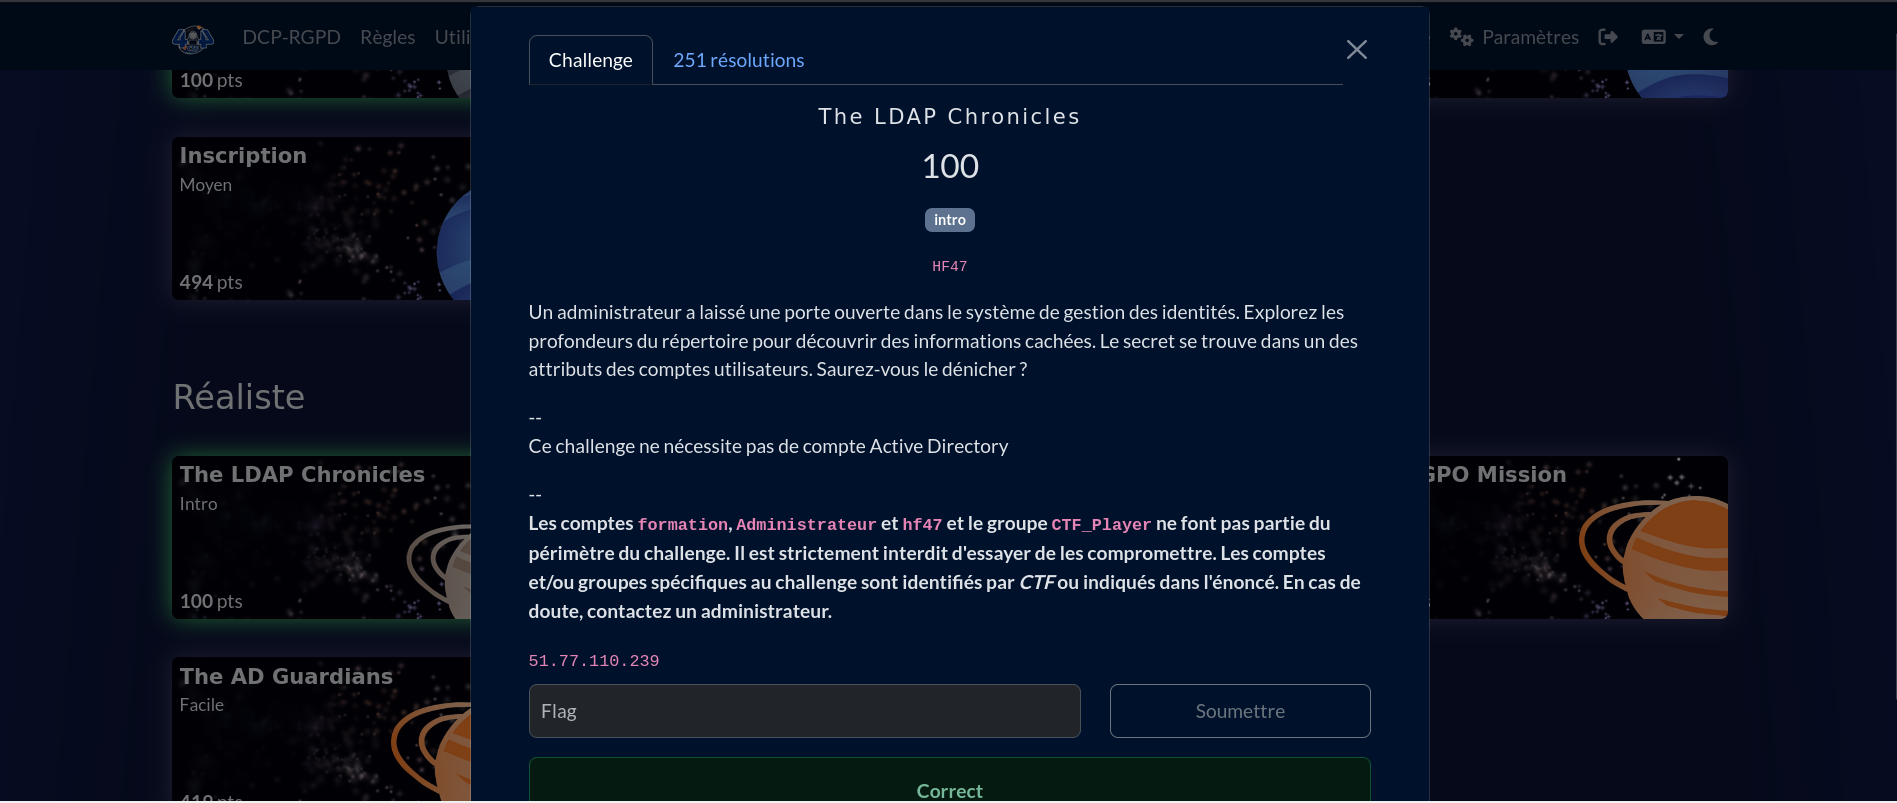 DCP-RGPD Règles Utili
Paramètres
100 pts
Inscription
Moyen
494 pts
Réaliste
The LDAP Chronicles
Intro
100 pts
The AD Guardians
Facile
Challenge
251 résolutions
The LDAP Chronicles
100
intro
HF47
Un administrateur a laissé une porte ouverte dans le système de gestion des identités. Explorez les
profondeurs du répertoire pour découvrir des informations cachées. Le secret se trouve dans un des
attributs des comptes utilisateurs. Saurez-vous le dénicher ?
--
Ce challenge ne nécessite pas de compte Active Directory
--
Les comptes formation, Administrateur et hf47 et le groupe CTF_Player ne font pas partie du
périmètre du challenge. Il est strictement interdit d'essayer de les compromettre. Les comptes
et/ou groupes spécifiques au challenge sont identifiés par CTF ou indiqués dans l'énoncé. En cas de
doute, contactez un administrateur.
51.77.110.239
Flag
Soumettre
Correct
GPO Mission